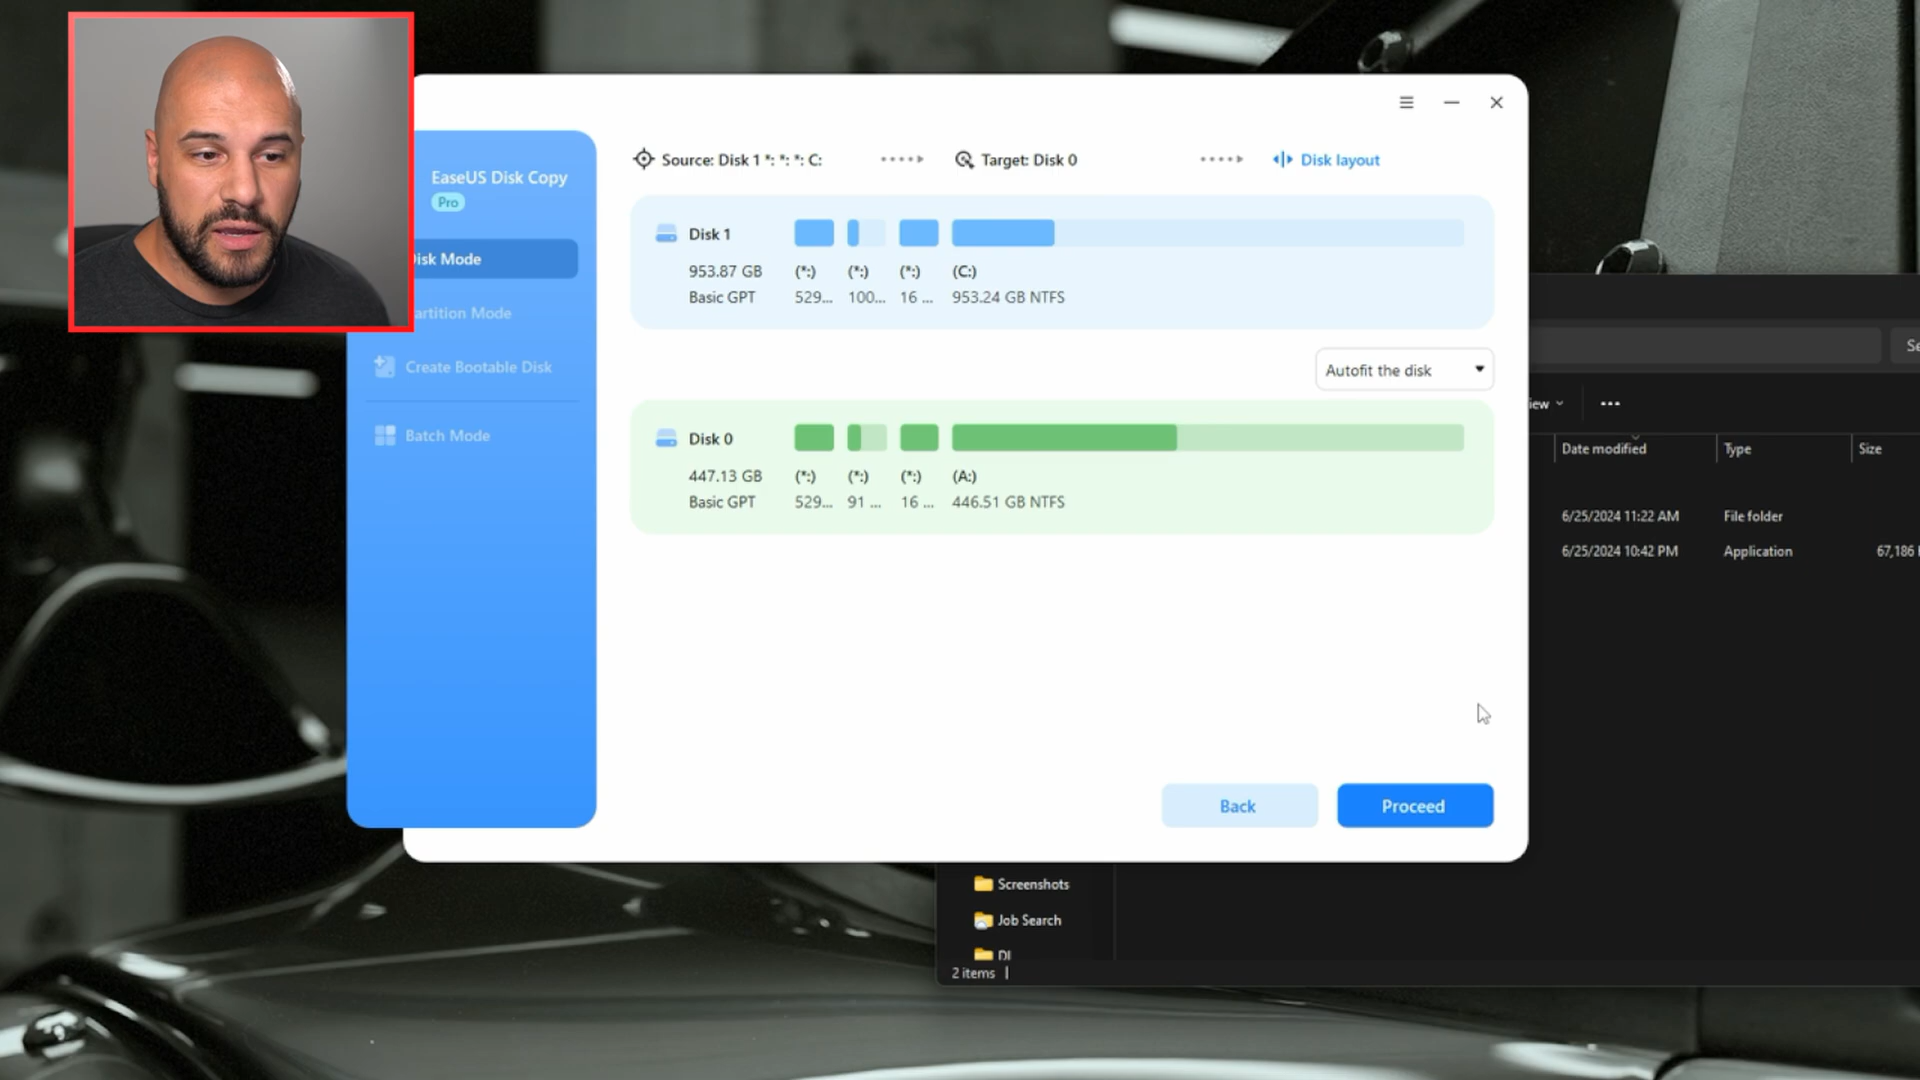 Source: Disk 1 *: *: *: C:
Target: Disk 0
Disk layout
EaseUS Disk Copy
Pro
Disk Mode
Partition Mode
Create Bootable Disk
Batch Mode
Disk 1
953.87 GB (*:) (*:) (*:) (C:)
Basic GPT 529... 100... 16 ... 953.24 GB NTFS
Autofit the disk
Disk 0
447.13 GB (*:) (*:) (*:) (A:)
Basic GPT 529... 91 ... 16 ... 446.51 GB NTFS
Back
Proceed
Date modified Type Size
6/25/2024 11:22 AM File folder
6/25/2024 10:42 PM Application 67,186
Screenshots
Job Search
2 items